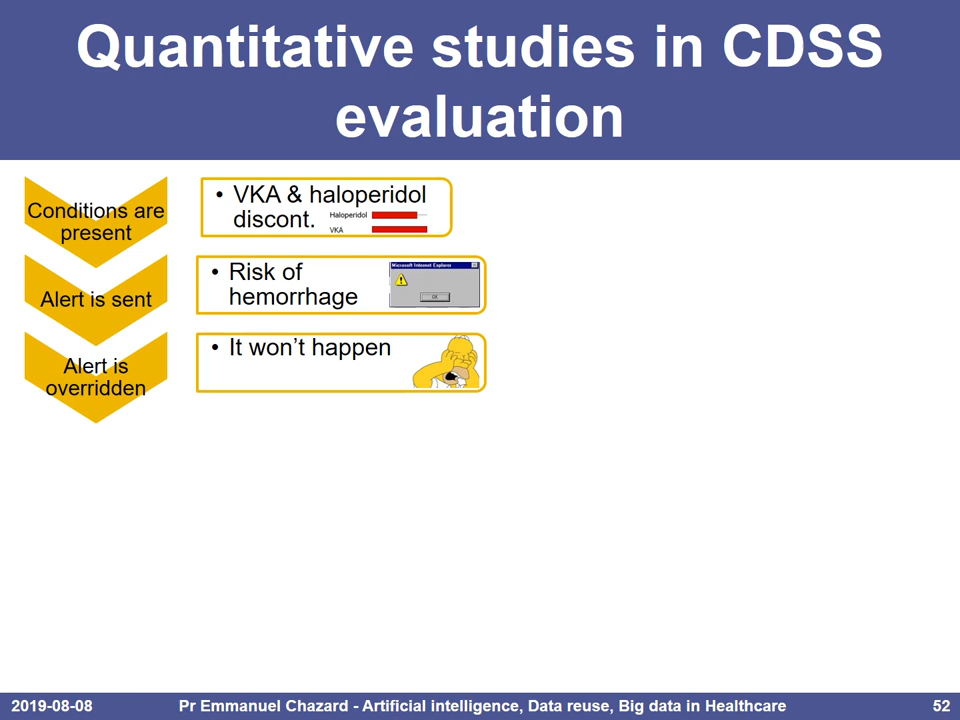 Quantitative studies in CDSS
evaluation
Conditions are
present
• VKA & haloperidol
discont.
Haloperidol
VKA
Alert is sent
• Risk of
hemorrhage
Microsoft Internet Explorer
OK
Alert is
overridden
• It won’t happen
2019-08-08
Pr Emmanuel Chazard - Artificial intelligence, Data reuse, Big data in Healthcare
52